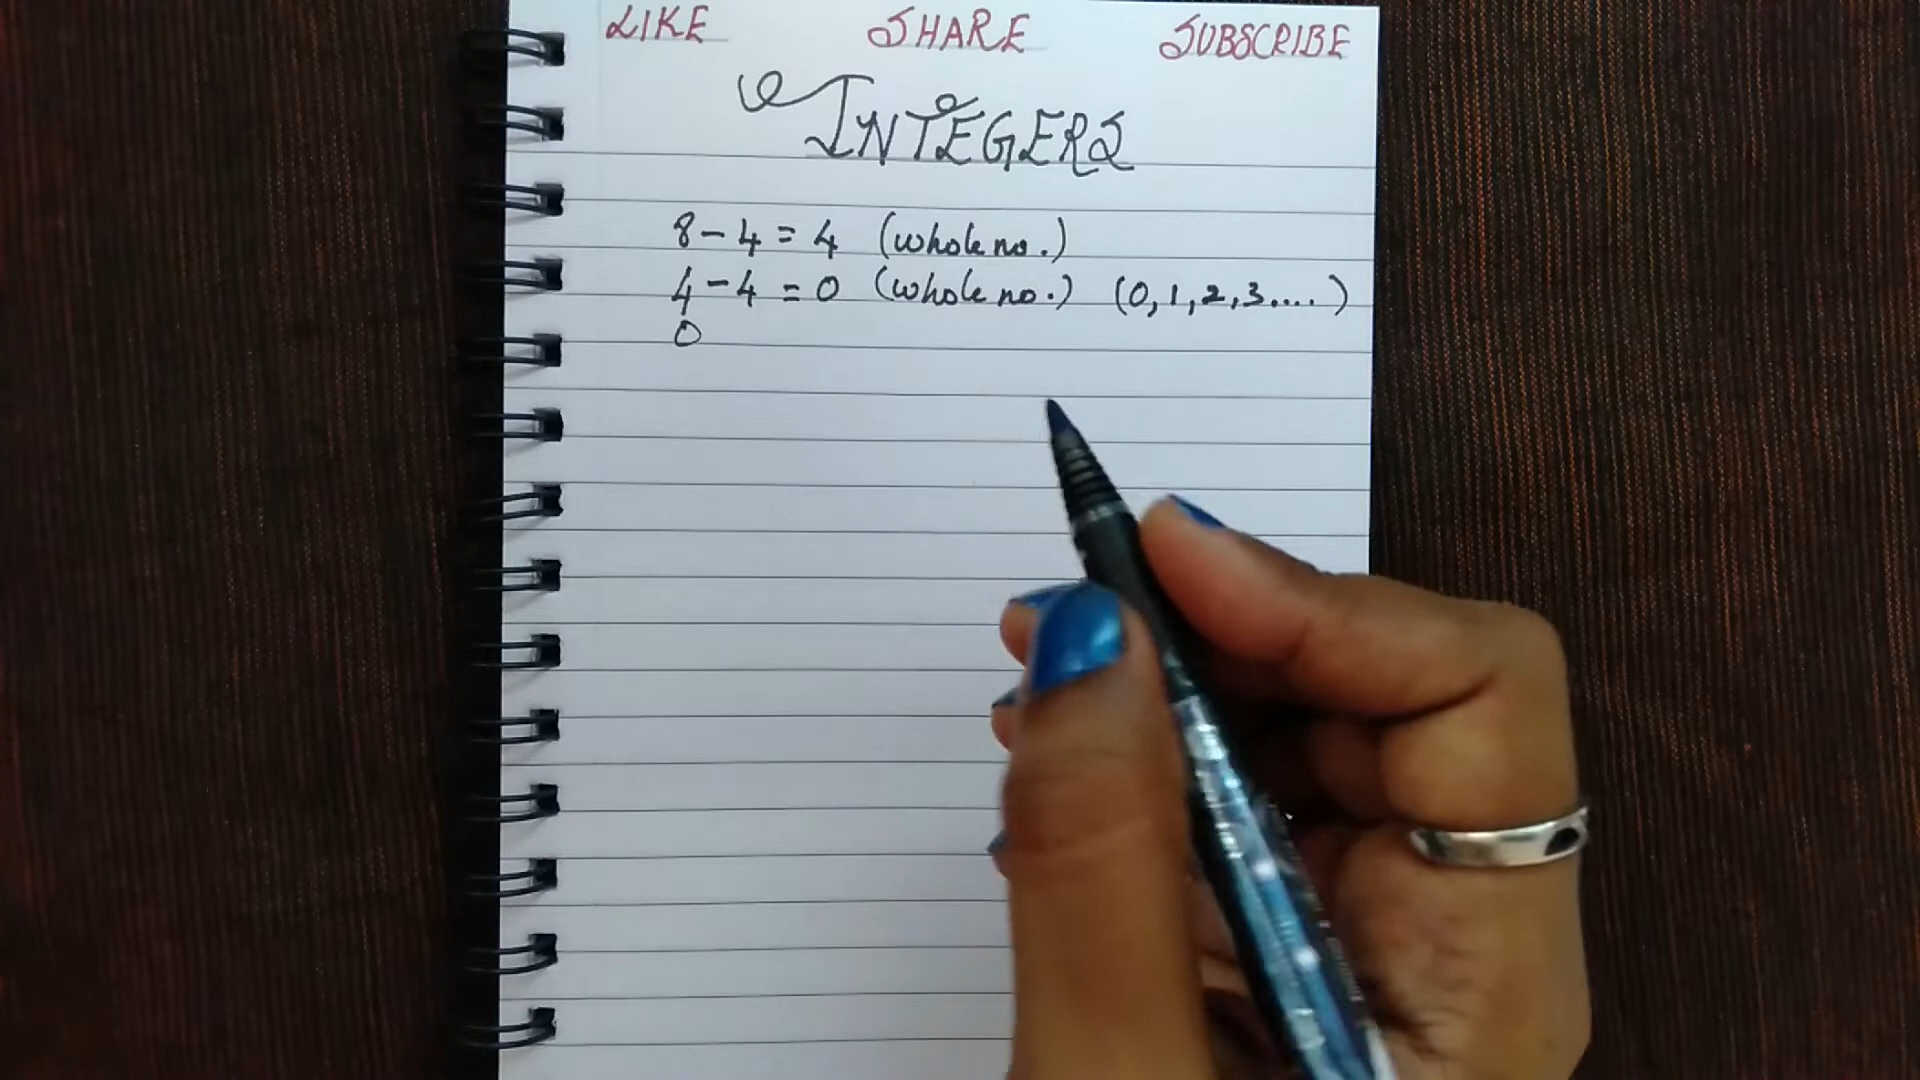 LIKE SHARE SUBSCRIBE
INTEGERS
8 - 4 = 4 (whole no.)
4 - 4 = 0 (whole no.) (0, 1, 2, 3....)
0